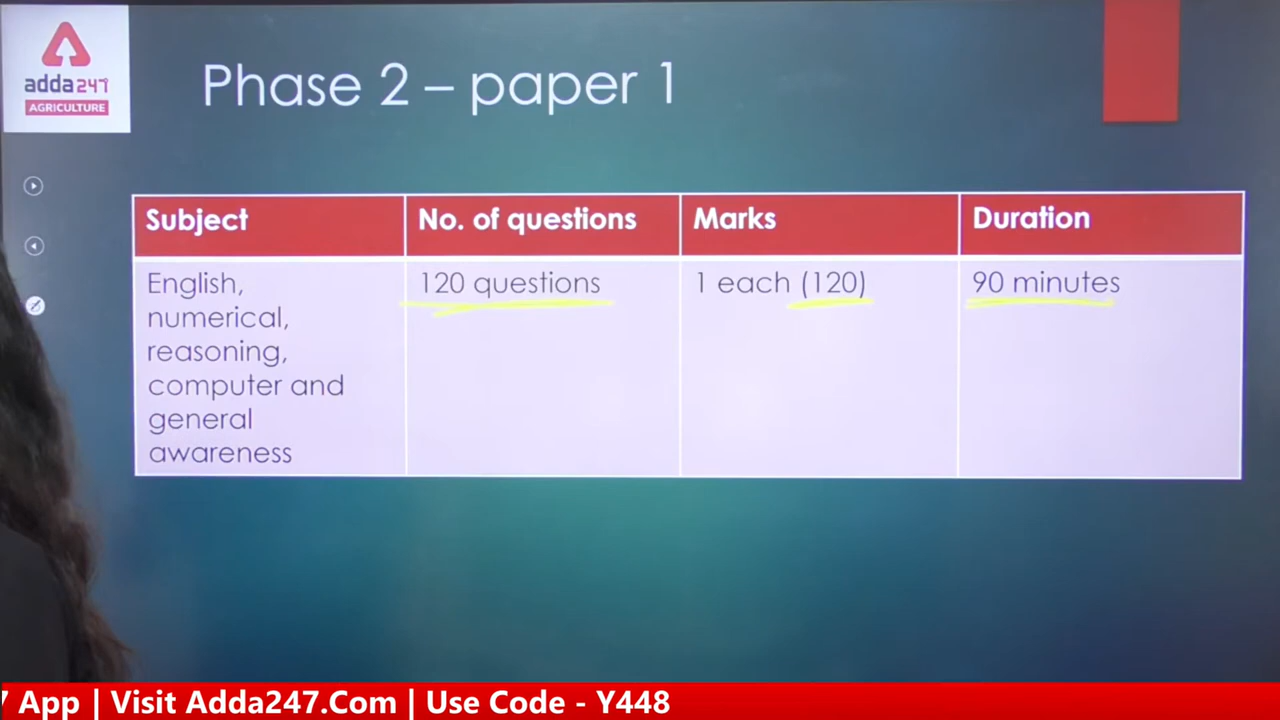 adda247
AGRICULTURE
Phase 2 – paper 1
Subject
No. of questions
Marks
Duration
English,
numerical,
reasoning,
computer and
general
awareness
120 questions
1 each (120)
90 minutes
7 App | Visit Adda247.Com | Use Code - Y448